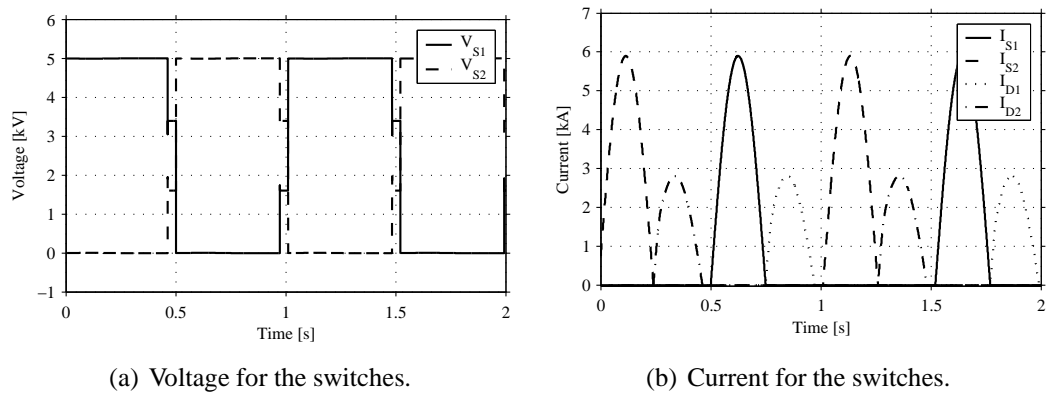 6
5
4
3
2
1
0
−1
Voltage [kV]
0
0.5
1
1.5
2
Time [s]
V_S1
V_S2
(a) Voltage for the switches.
7
6
5
4
3
2
1
0
Current [kA]
0
0.5
1
1.5
2
Time [s]
I_S1
I_S2
I_D1
I_D2
(b) Current for the switches.